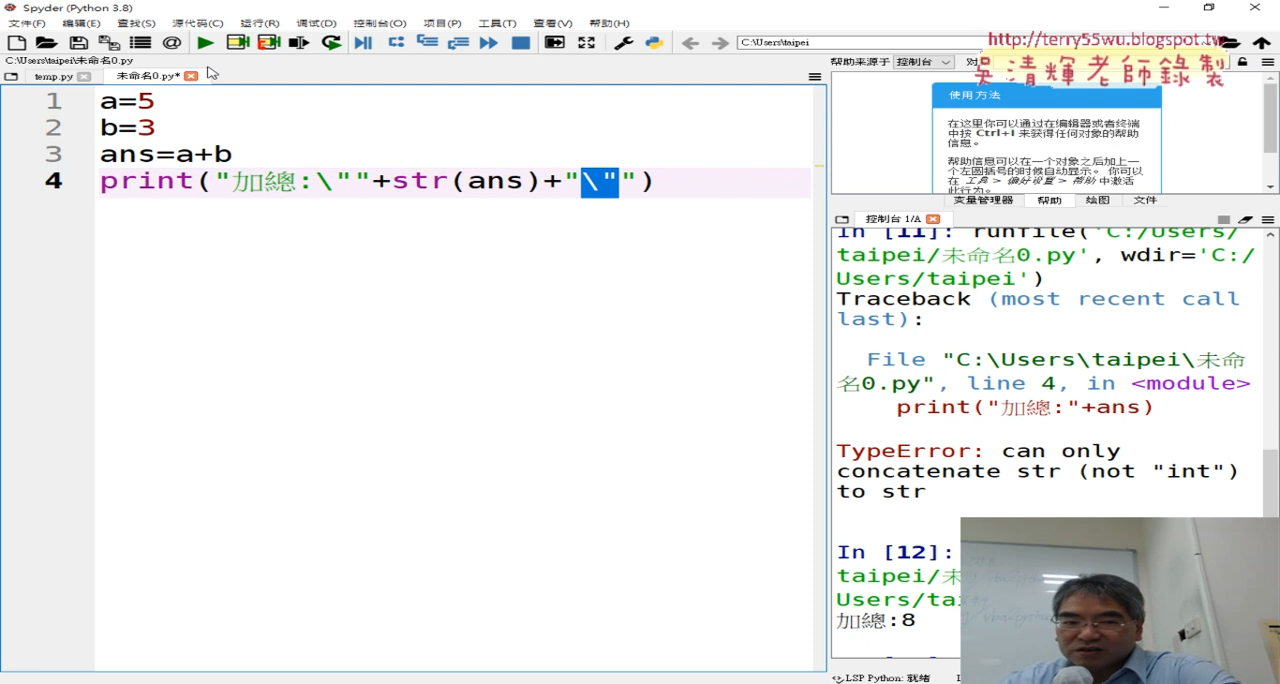 Spyder (Python 3.8)
文件(F) 编辑(E) 查找(S) 源代码(C) 运行(R) 调试(D) 控制台(O) 项目(P) 工具(T) 查看(V) 帮助(H)
C:\Users\taipei
http://terry55wu.blogspot.tw
吳清輝老師錄製
C:\Users\taipei\未命名0.py
temp.py 未命名0.py*
1 a=5
2 b=3
3 ans=a+b
4 print("加總:\""+str(ans)+"\"")
帮助来源于 控制台
使用方法
在这里你可以通过在编辑器或者终端
中按 Ctrl+I 来获得任何对象的帮助
信息。
帮助信息可以在一个对象之后加上一
个左圆括号的时候自动显示。 你可以
在 工具 > 偏好设置 > 帮助 中激活
此行为。
变量管理器 帮助 绘图 文件
控制台 1/A
In [11]: runfile('C:/Users/
taipei/未命名0.py', wdir='C:/
Users/taipei')
Traceback (most recent call
last):
File "C:\Users\taipei\未命
名0.py", line 4, in <module>
print("加總:"+ans)
TypeError: can only
concatenate str (not "int")
to str
In [12]:
taipei/未
Users/tai
加總:8
LSP Python: 就绪